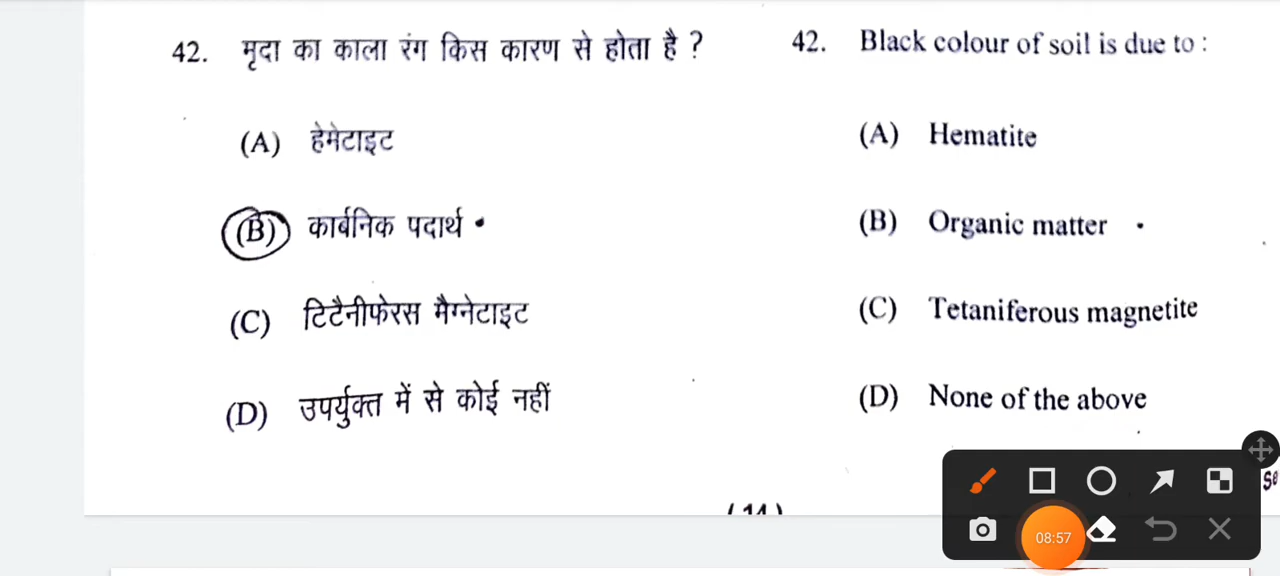 42. मृदा का काला रंग किस कारण से होता है ?
(A) हेमेटाइट
(B) कार्बनिक पदार्थ
(C) टिटैनीफेरस मैग्नेटाइट
(D) उपर्युक्त में से कोई नहीं
42. Black colour of soil is due to :
(A) Hematite
(B) Organic matter
(C) Tetaniferous magnetite
(D) None of the above
( 14 )
08:57